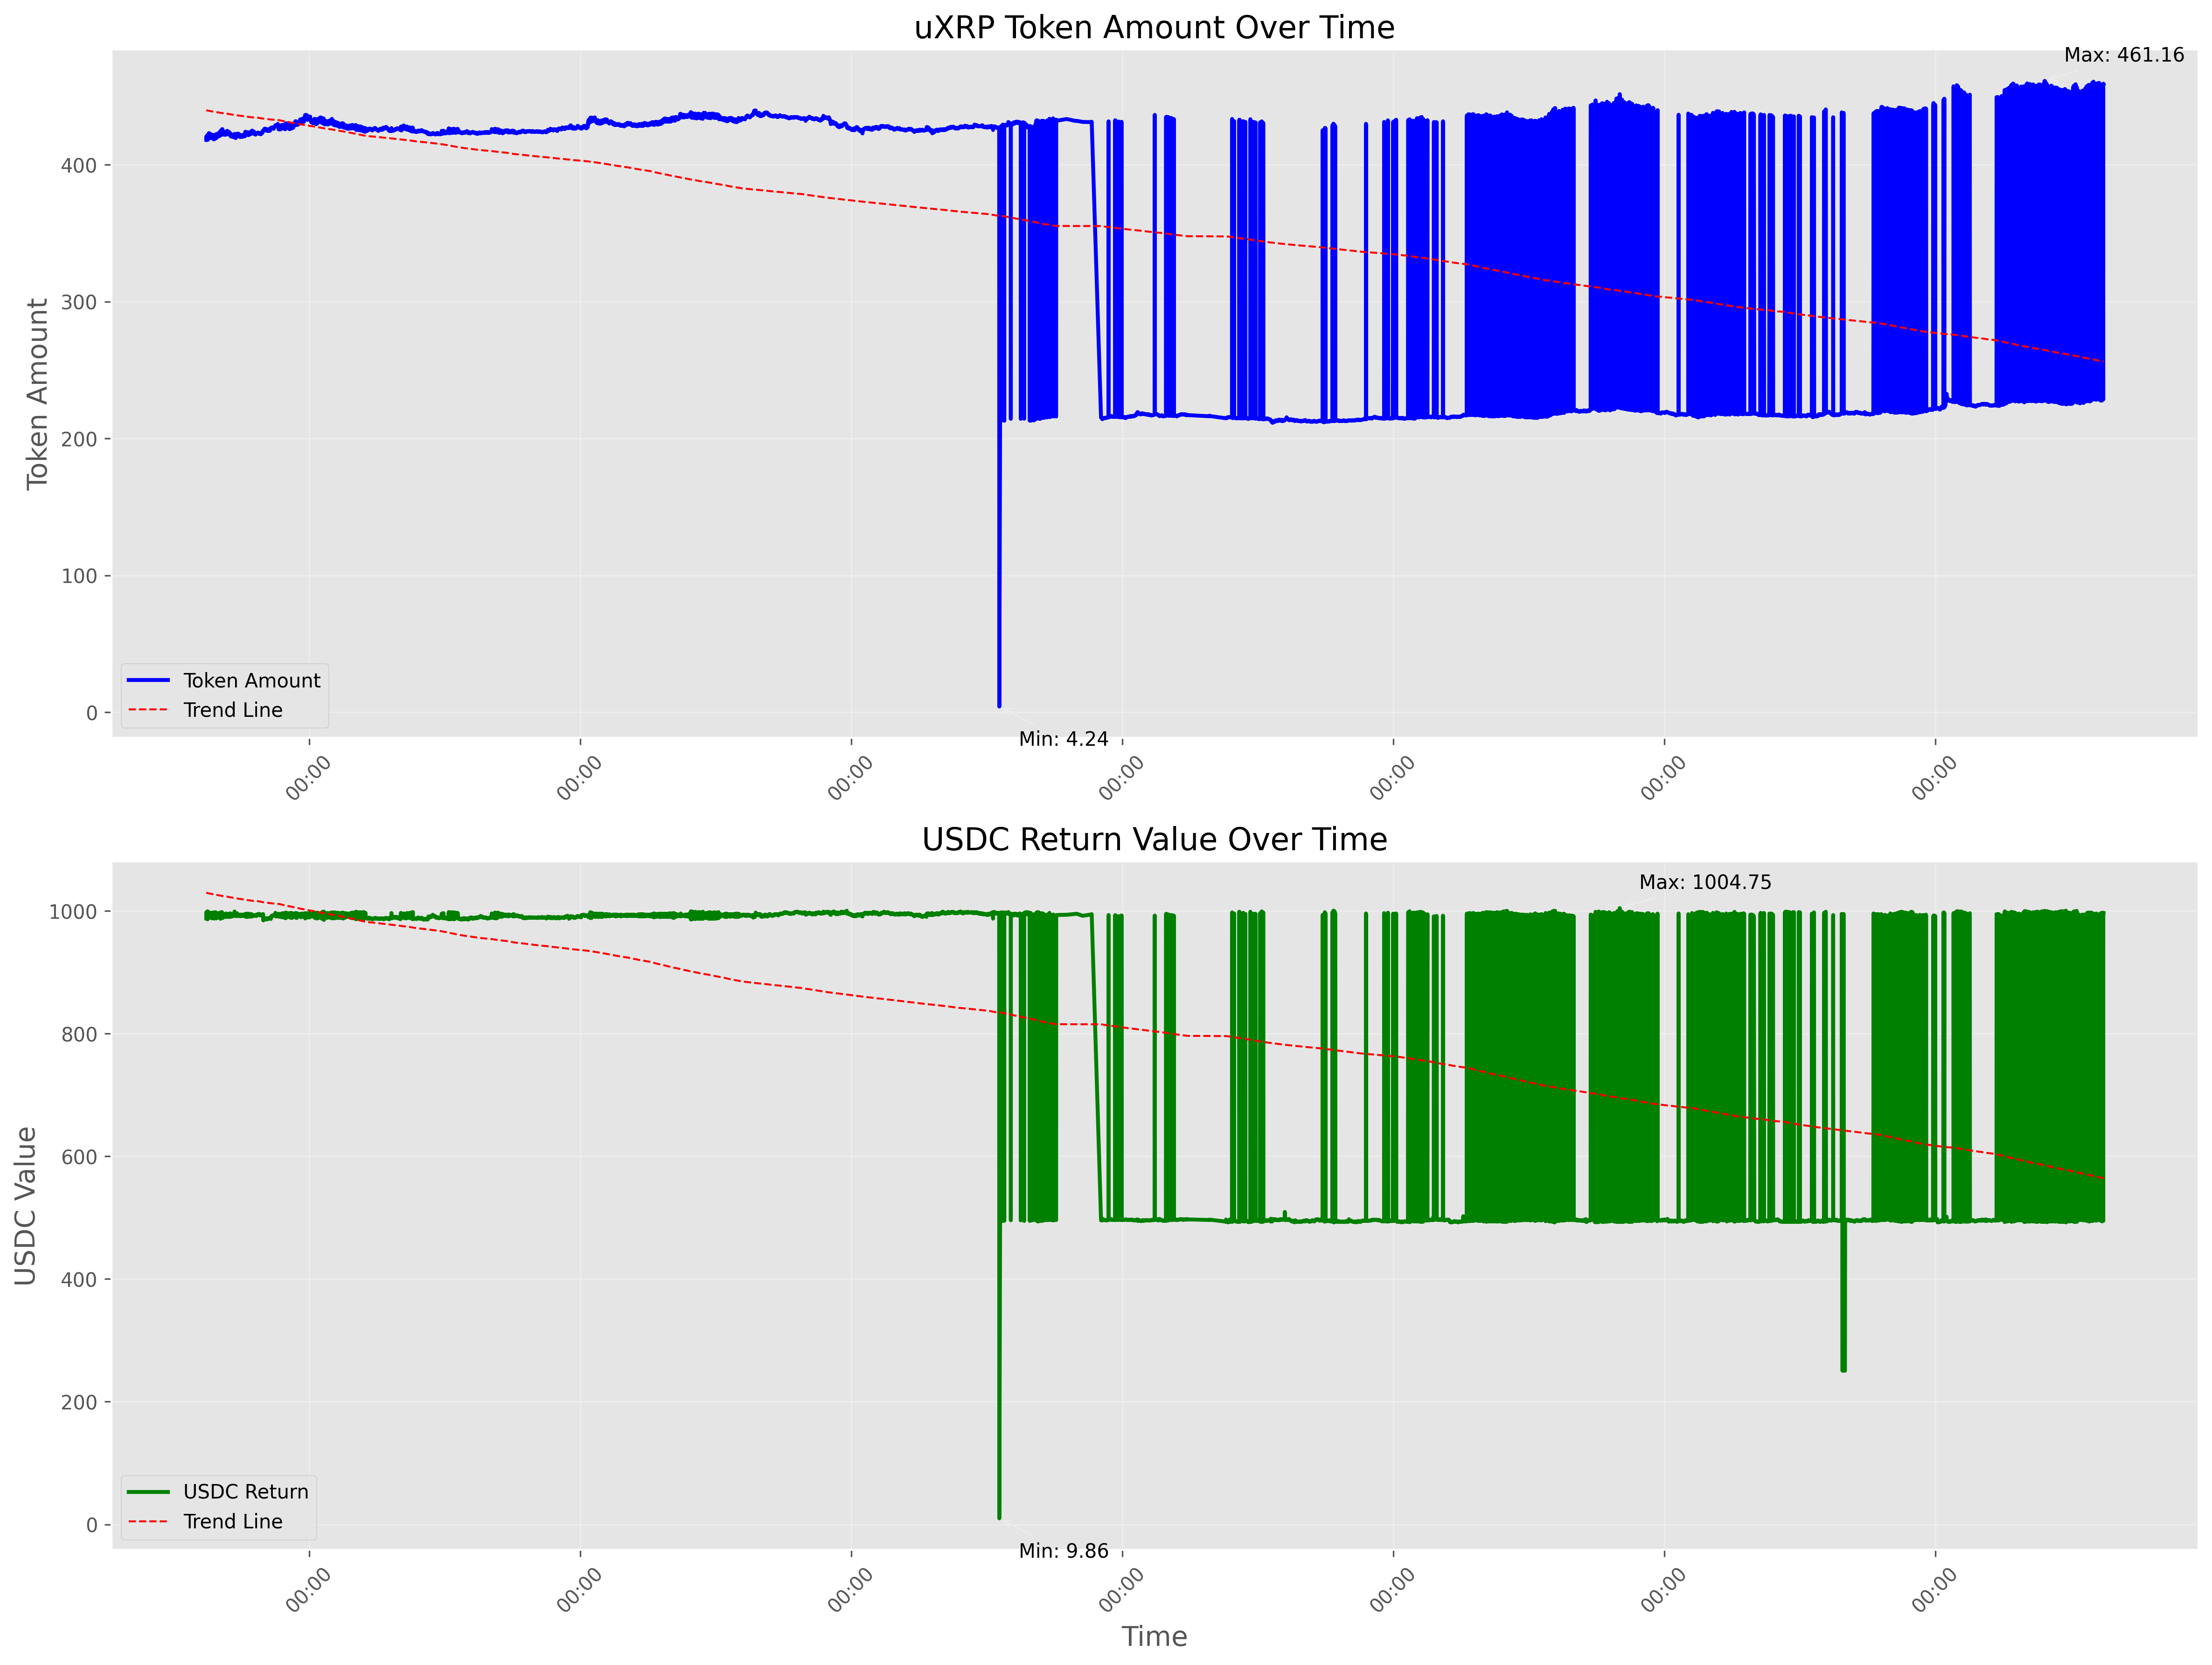 uXRP Token Amount Over Time
Max: 461.16
Token Amount
400
300
200
100
0
Token Amount
Trend Line
Min: 4.24
00:00
00:00
00:00
00:00
00:00
00:00
00:00
USDC Return Value Over Time
Max: 1004.75
USDC Value
1000
800
600
400
200
0
USDC Return
Trend Line
Min: 9.86
00:00
00:00
00:00
00:00
00:00
00:00
00:00
Time